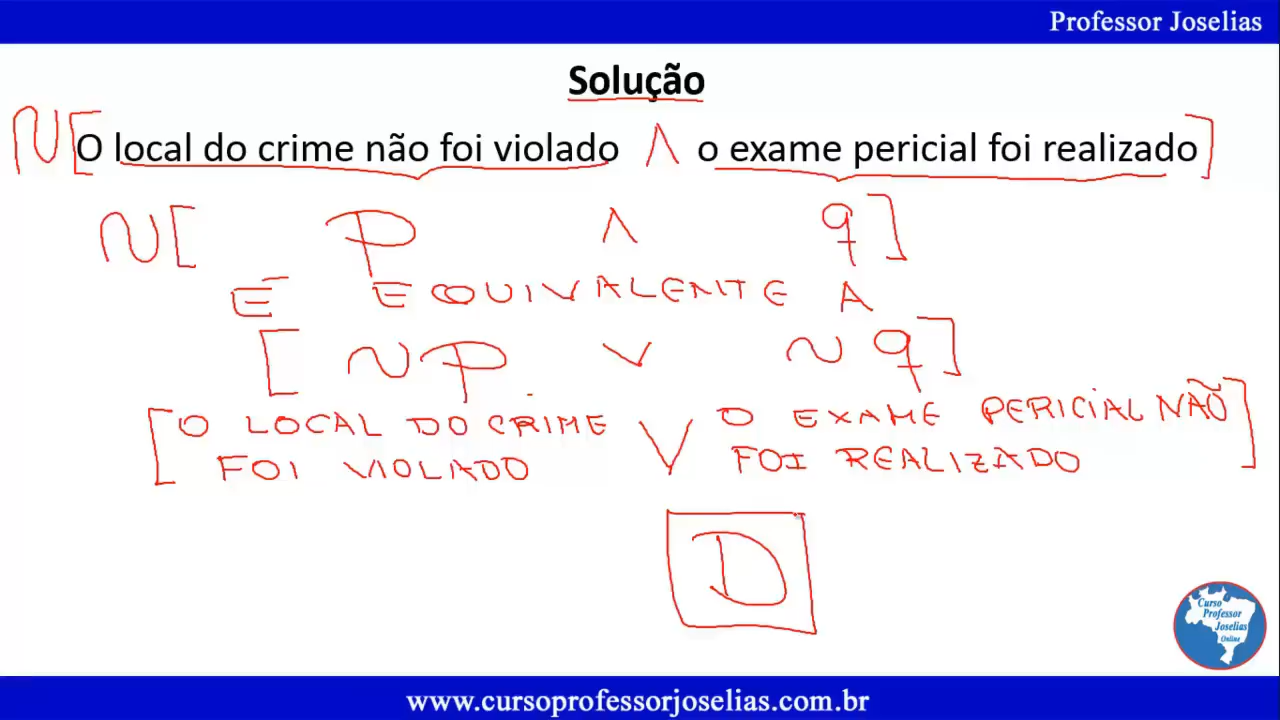 Professor Joselias
Solução
N[O local do crime não foi violado ∧ o exame pericial foi realizado]
N[ P ∧ q ]
É EQUIVALENTE A
[ NP ∨ N q ]
[ O LOCAL DO CRIME FOI VIOLADO ∨ O EXAME PERICIAL NÃO FOI REALIZADO ]
D
Curso
Professor
Joselias
Online
www.cursoprofessorjoselias.com.br